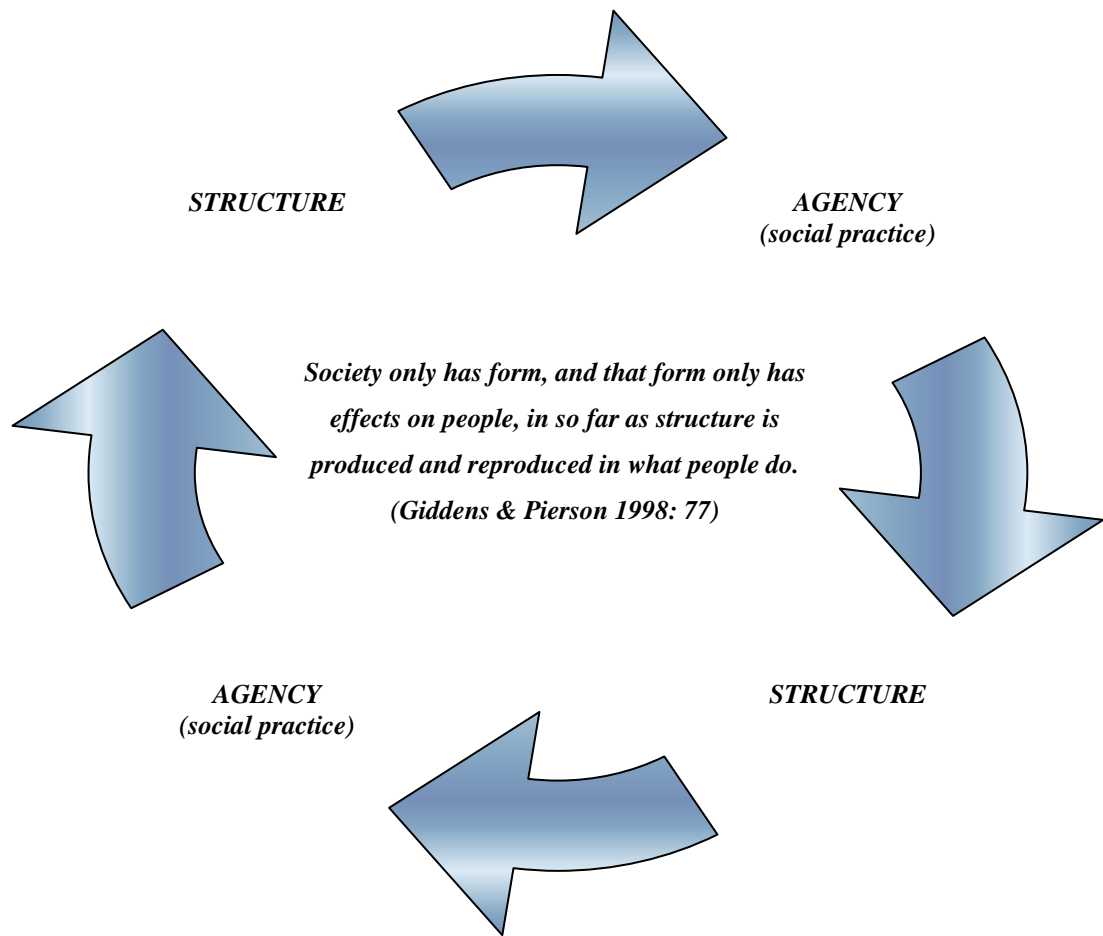 STRUCTURE
AGENCY
(social practice)
Society only has form, and that form only has
effects on people, in so far as structure is
produced and reproduced in what people do.
(Giddens & Pierson 1998: 77)
AGENCY
(social practice)
STRUCTURE